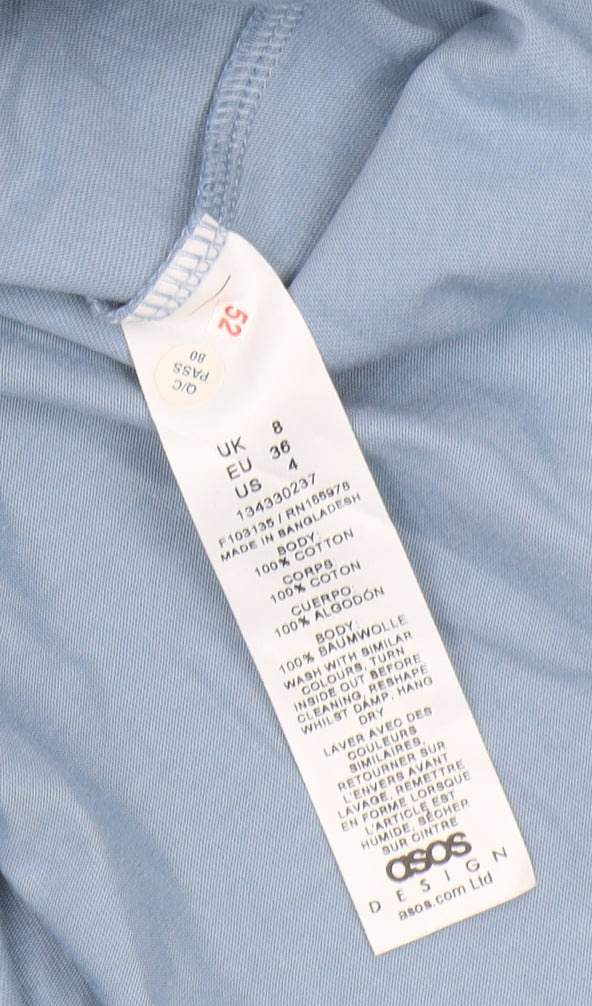 52
Q/C
PASS
80
UK 8
EU 36
US 4
134330237
F103135 / RN165978
MADE IN BANGLADESH
BODY:
100% COTTON
CORPS:
100% COTON
CUERPO:
100% ALGODÓN
BODY:
100% BAUMWOLLE
WASH WITH SIMILAR
COLOURS, TURN
INSIDE OUT BEFORE
CLEANING, RESHAPE
WHILST DAMP, HANG
DRY
LAVER AVEC DES
COULEURS
SIMILAIRES,
RETOURNER SUR
L'ENVERS AVANT
LAVAGE, REMETTRE
EN FORME LORSQUE
L'ARTICLE EST
HUMIDE, SÉCHER
SUR CINTRE
asos
DESIGN
asos.com Ltd